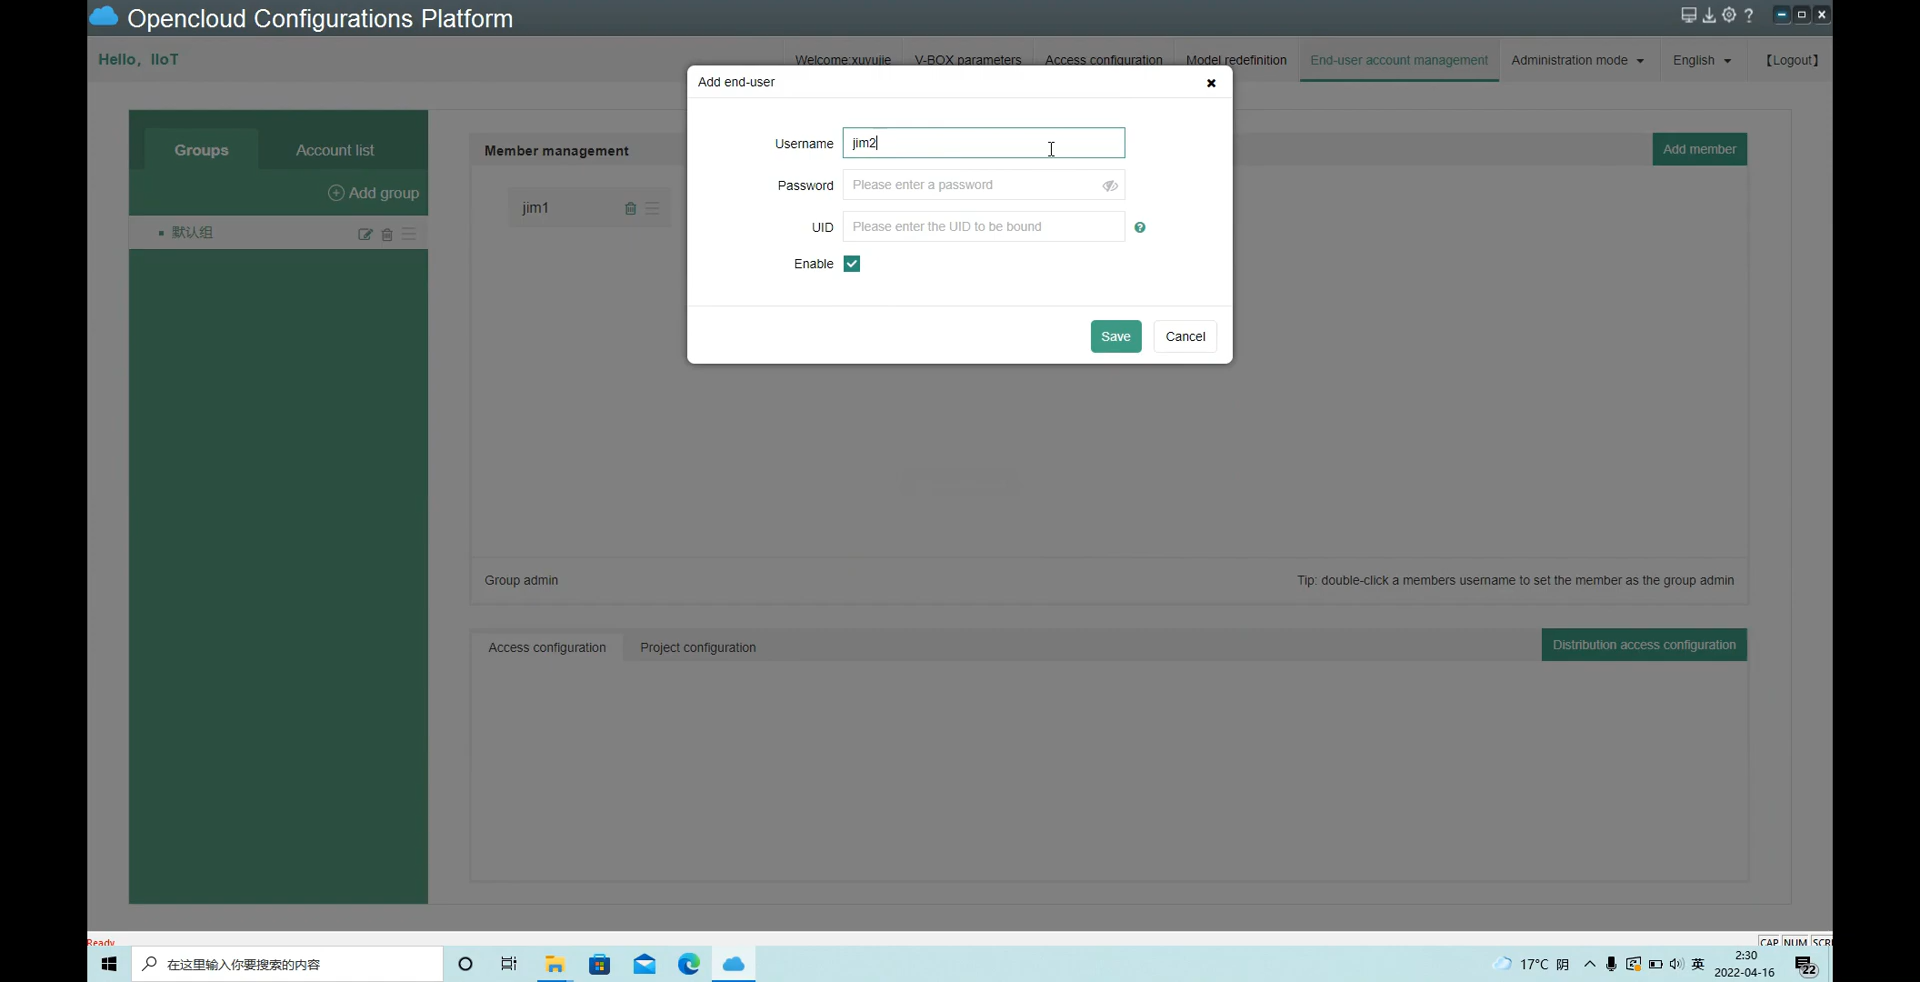 Opencloud Configurations Platform
?
Hello, IIoT
Welcome:xuyujie V-BOX parameters Access configuration Model redefinition End-user account management Administration mode English 【Logout】
Add end-user
Username jim2
Password Please enter a password
UID Please enter the UID to be bound ?
Enable
Save Cancel
Groups Account list
Add group
默认组
Member management Add member
jim1
Group admin Tip: double-click a members username to set the member as the group admin
Access configuration Project configuration Distribution access configuration
Ready CAP NUM SCRL
在这里输入你要搜索的内容
17°C 阴 英 2:30
2022-04-16 22